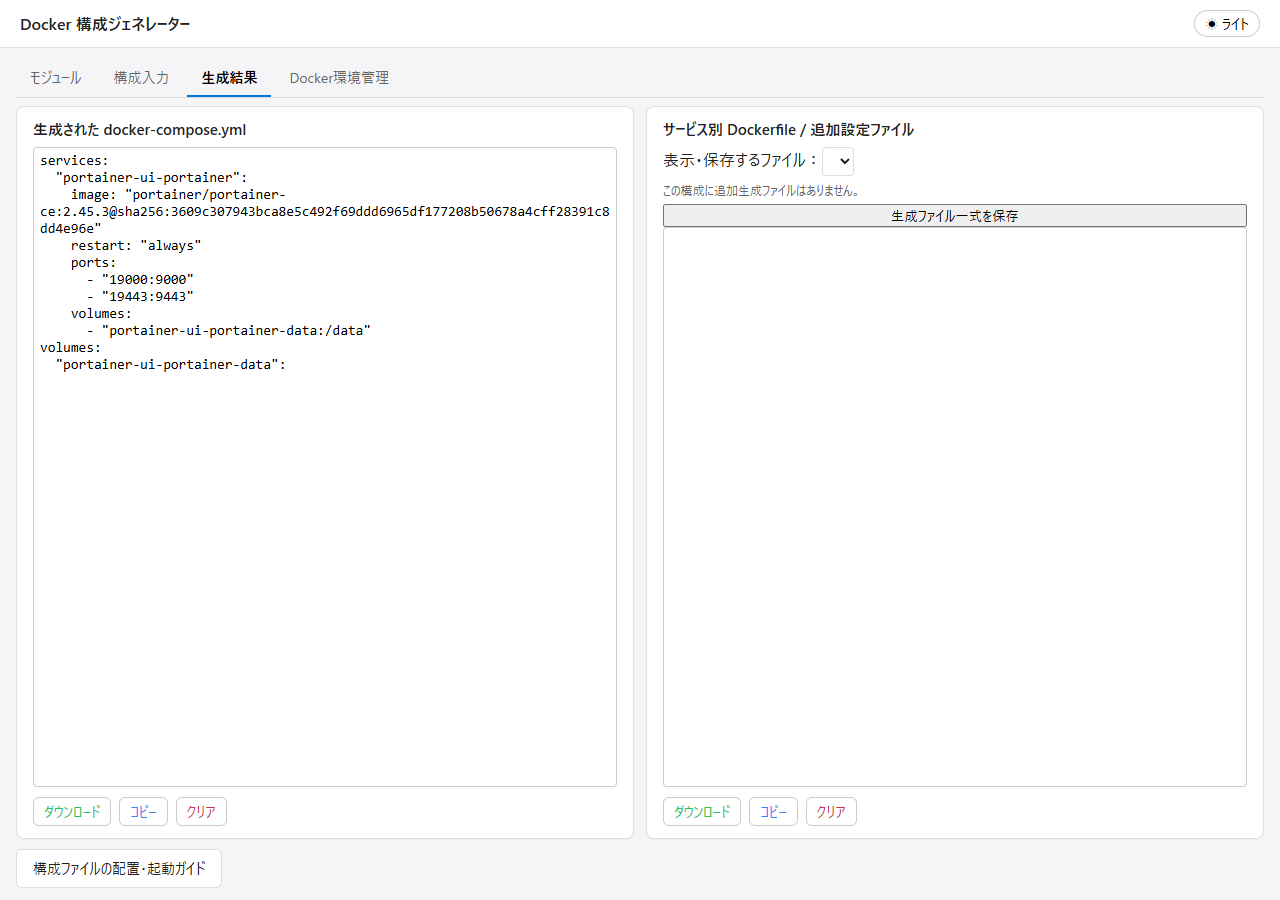 Docker 構成ジェネレーター
ライト
モジュール
構成入力
生成結果
Docker環境管理
生成された docker-compose.yml
services:
  "portainer-ui-portainer":
    image: "portainer/portainer-
ce:2.45.3@sha256:3609c307943bca8e5c492f69ddd6965df177208b50678a4cff28391c8
dd4e96e"
    restart: "always"
    ports:
      - "19000:9000"
      - "19443:9443"
    volumes:
      - "portainer-ui-portainer-data:/data"
volumes:
  "portainer-ui-portainer-data":
ダウンロード
コピー
クリア
サービス別 Dockerfile / 追加設定ファイル
表示・保存するファイル：
この構成に追加生成ファイルはありません。
生成ファイル一式を保存
ダウンロード
コピー
クリア
構成ファイルの配置・起動ガイド